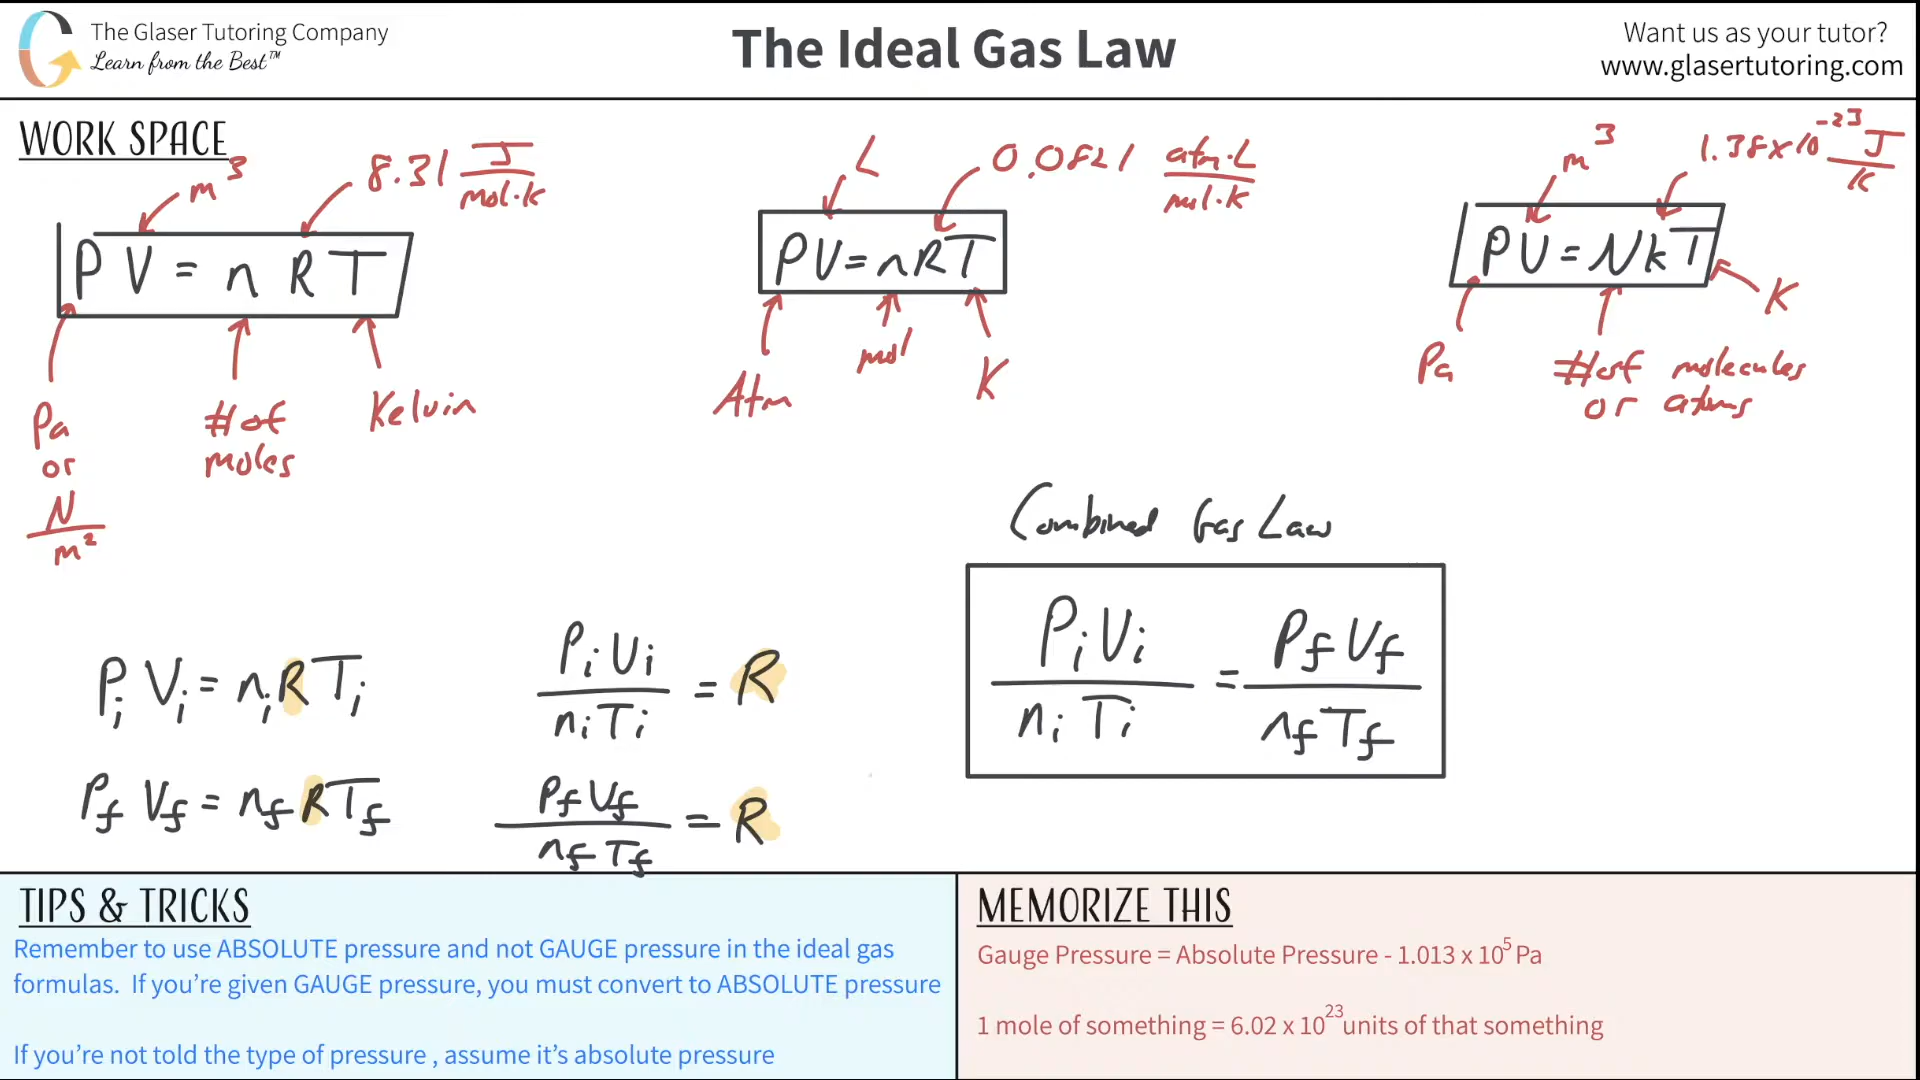 The Glaser Tutoring Company
Learn from the Best™
The Ideal Gas Law
Want us as your tutor?
www.glasertutoring.com
WORK SPACE
m³
8.31 J/mol·K
PV = nRT
Pa
or
N/m²
# of
moles
Kelvin
L
0.0821 atm·L/mol·K
PV = nRT
Atm
mol
K
m³
1.38x10⁻²³ J/K
PV = NkT
Pa
# of molecules
or atoms
K
Combined Gas Law
PᵢVᵢ = nᵢRTᵢ
PᵢVᵢ/nᵢTᵢ = R
PᵢVᵢ/nᵢTᵢ = PfVf/nfTf
PfVf = nfRTf
PfVf/nfTf = R
TIPS & TRICKS
Remember to use ABSOLUTE pressure and not GAUGE pressure in the ideal gas
formulas. If you're given GAUGE pressure, you must convert to ABSOLUTE pressure
If you're not told the type of pressure , assume it's absolute pressure
MEMORIZE THIS
Gauge Pressure = Absolute Pressure - 1.013 x 10⁵ Pa
1 mole of something = 6.02 x 10²³ units of that something